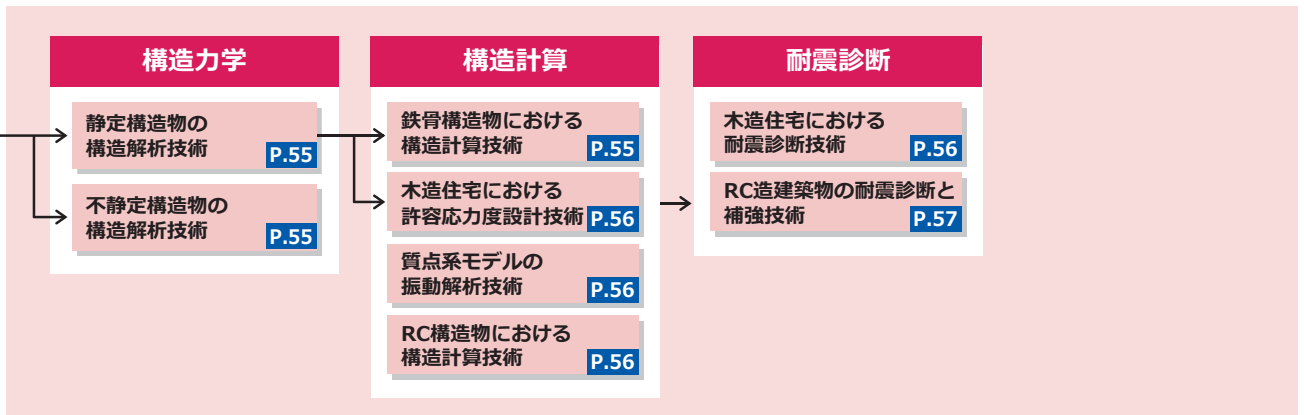 構造力学
静定構造物の
構造解析技術
P.55
不静定構造物の
構造解析技術
P.55
構造計算
鉄骨構造物における
構造計算技術
P.55
木造住宅における
許容応力度設計技術
P.56
質点系モデルの
振動解析技術
P.56
RC構造物における
構造計算技術
P.56
耐震診断
木造住宅における
耐震診断技術
P.56
RC造建築物の耐震診断と
補強技術
P.57